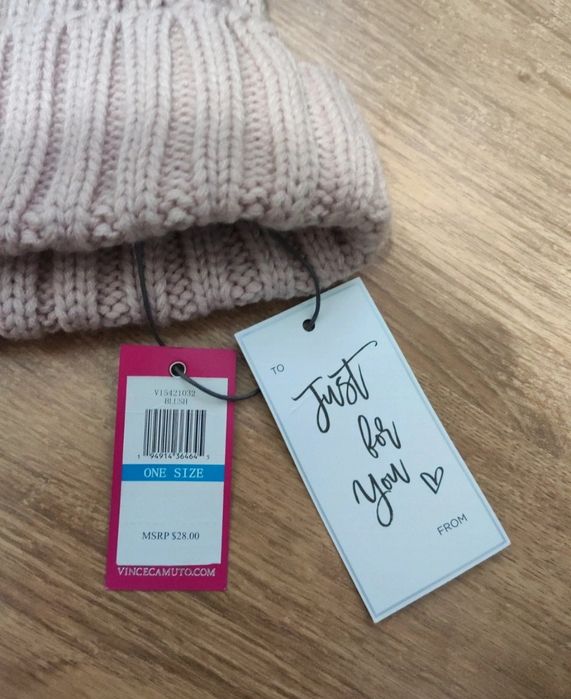 V15421032
BLUSH
1 94914 36464 5
ONE SIZE
MSRP $28.00
VINCECAMUTO.COM
TO
Just
for
You
FROM